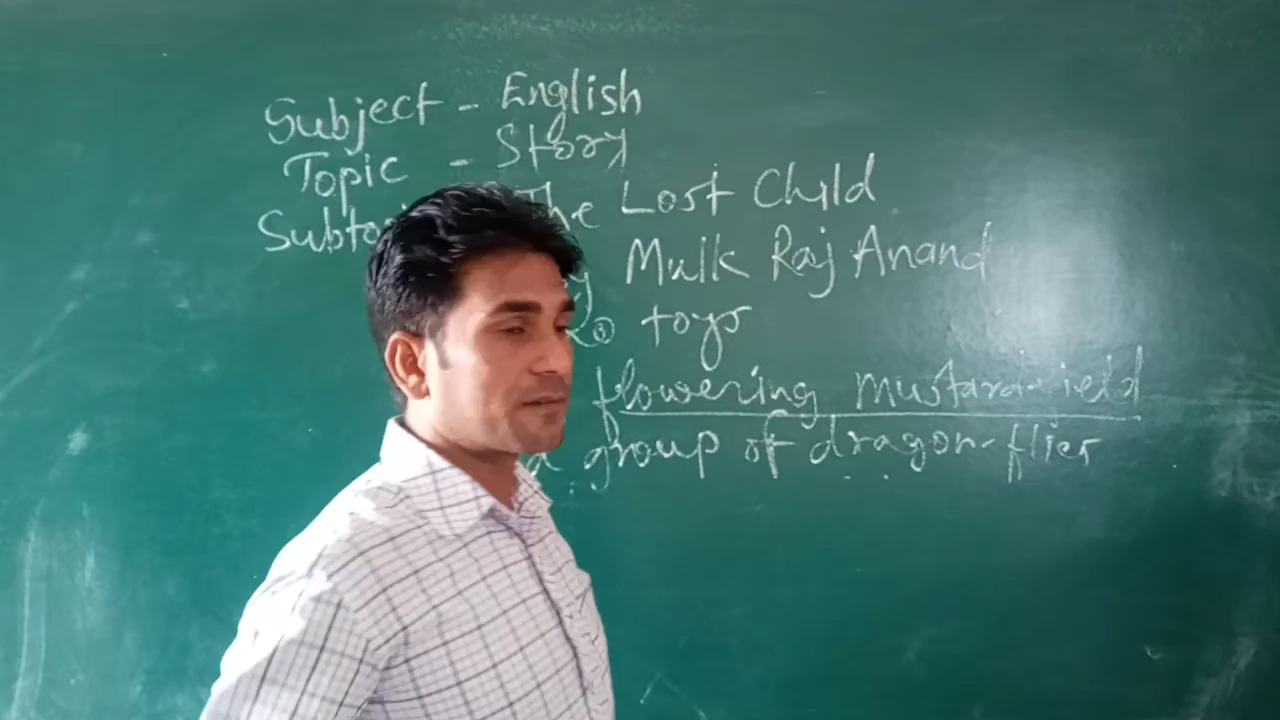 Subject - English
Topic - Story
The Lost Child
Mulk Raj Anand
toys
flowering mustard-field
a group of dragon-flies